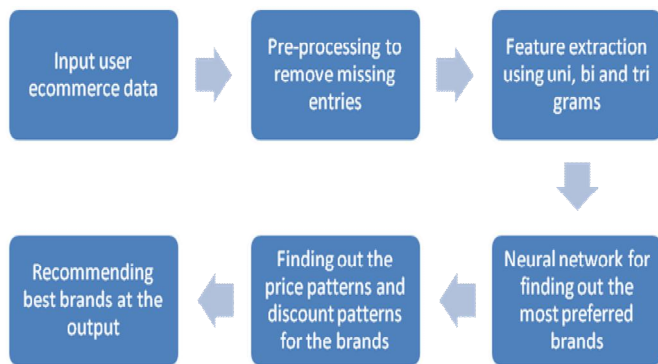 Input user
ecommerce data
Pre-processing to
remove missing
entries
Feature extraction
using uni, bi and tri
grams
Neural network for
finding out the
most preferred
brands
Finding out the
price patterns and
discount patterns
for the brands
Recommending
best brands at the
output